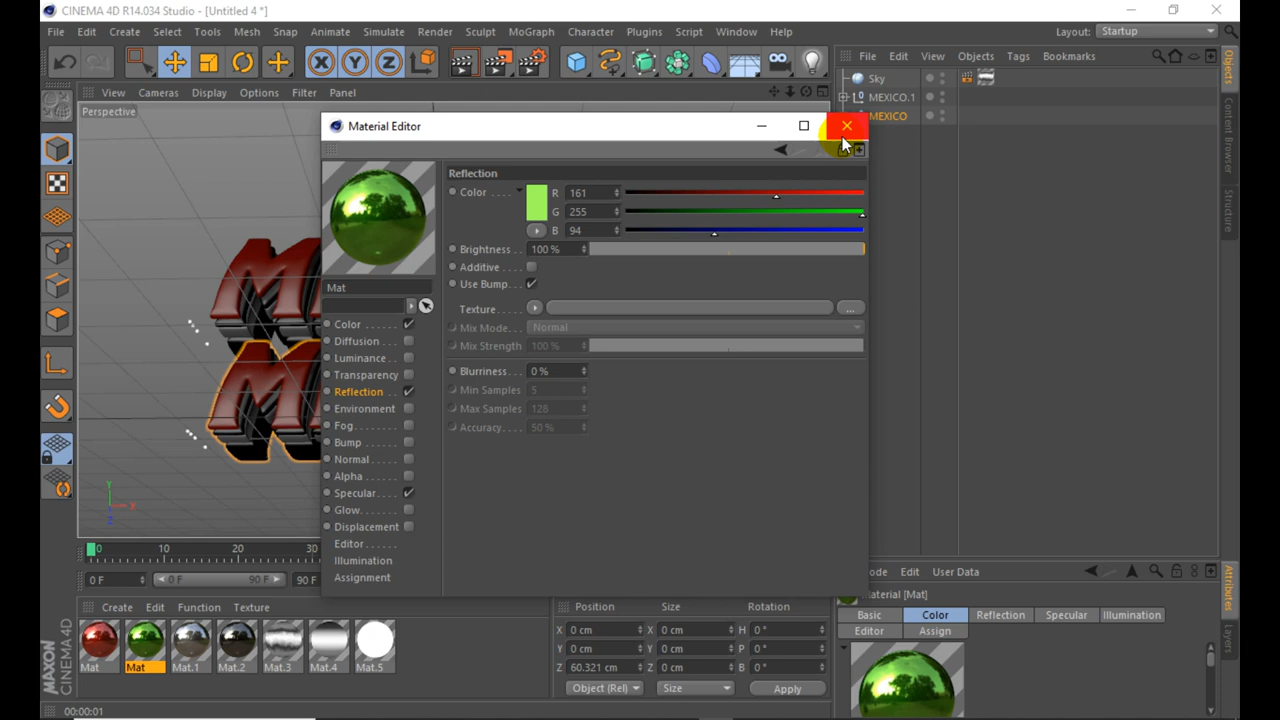 CINEMA 4D R14.034 Studio - [Untitled 4 *]
File Edit Create Select Tools Mesh Snap Animate Simulate Render Sculpt MoGraph Character Plugins Script Window Help
Layout: Startup
File Edit View Objects Tags Bookmarks
View Cameras Display Options Filter Panel
Perspective
X Y Z
Sky
MEXICO.1
MEXICO
Objects
Content Browser
Structure
Material Editor
Reflection
Color . . . . R 161
G 255
B 94
Brightness . . 100 %
Additive
Use Bump. . .
Texture. . . . ...
Mix Mode. . . Normal
Mix Strength 100 %
Blurriness. . . 0 %
Min Samples 5
Max Samples 128
Accuracy. . . . 50 %
Mat
Color . . . . . .
Diffusion . . .
Luminance . .
Transparency
Reflection . .
Environment
Fog. . . . . . . .
Bump . . . . .
Normal . . . .
Alpha . . . . .
Specular. . . .
Glow. . . . . .
Displacement
Editor . . . . . .
Illumination
Assignment
Y
X
Z
0 10 20 30
0 F 0 F 90 F 90 F
Create Edit Function Texture
Mat Mat Mat.1 Mat.2 Mat.3 Mat.4 Mat.5
Position Size Rotation
X 0 cm X 0 cm H 0 °
Y 0 cm Y 0 cm P 0 °
Z 60.321 cm Z 0 cm B 0 °
Object (Rel) Size Apply
Edit User Data
Material [Mat]
Basic Color Reflection Specular Illumination
Editor Assign
Attributes
Layers
MAXON
CINEMA 4D
00:00:01